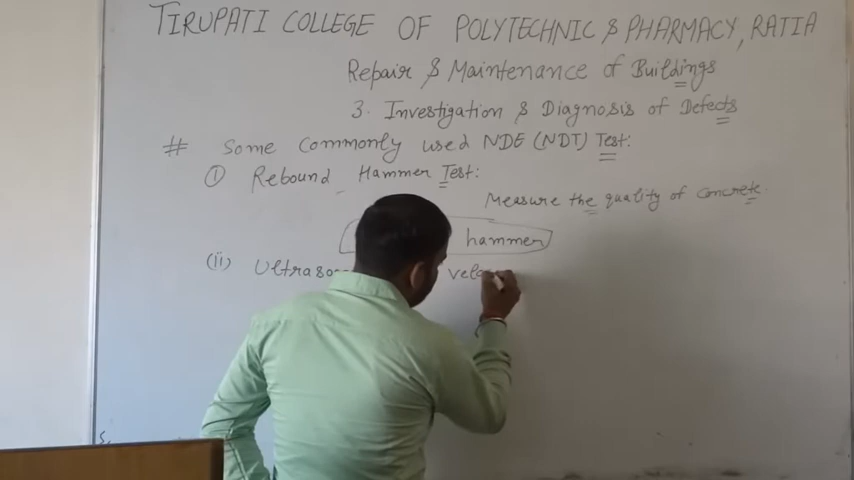 TIRUPATI COLLEGE OF POLYTECHNIC & PHARMACY, RATIA
Repair & Maintenance of Buildings
3. Investigation & Diagnosis of Defects
# Some Commonly used NDE (NDT) Test:
① Rebound Hammer Test:
Measure the quality of concrete.
hammer
(ii)